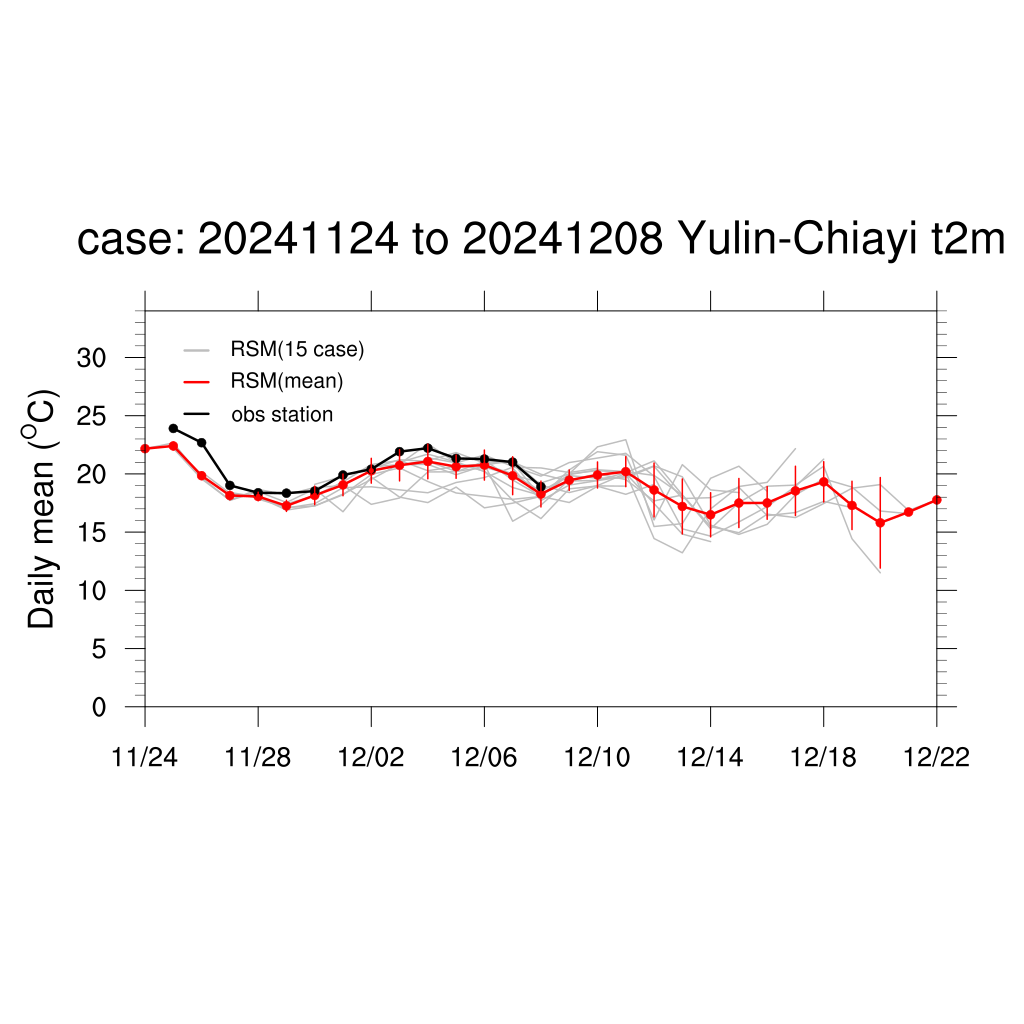 case: 20241124 to 20241208 Yulin-Chiayi t2m
RSM(15 case)
RSM(mean)
obs station
Daily mean (°C)
30
25
20
15
10
5
0
11/24 11/28 12/02 12/06 12/10 12/14 12/18 12/22